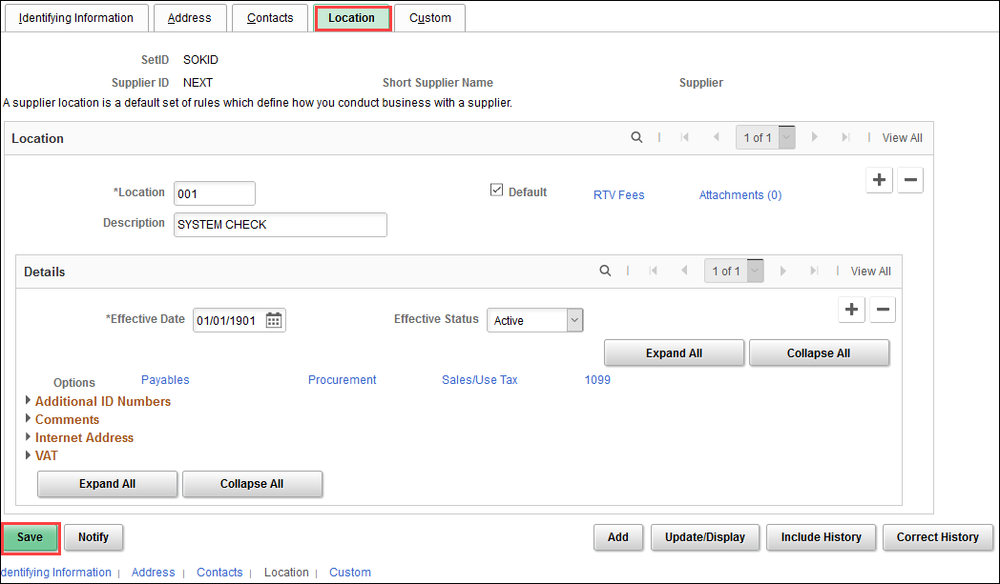 Identifying Information Address Contacts Location Custom
SetID SOKID
Supplier ID NEXT Short Supplier Name Supplier
A supplier location is a default set of rules which define how you conduct business with a supplier.
Location 1 of 1 View All
*Location 001 Default RTV Fees Attachments (0)
Description SYSTEM CHECK
Details 1 of 1 View All
*Effective Date 01/01/1901 Effective Status Active
Expand All Collapse All
Options Payables Procurement Sales/Use Tax 1099
Additional ID Numbers
Comments
Internet Address
VAT
Expand All Collapse All
Save Notify Add Update/Display Include History Correct History
dentifying Information | Address | Contacts | Location | Custom